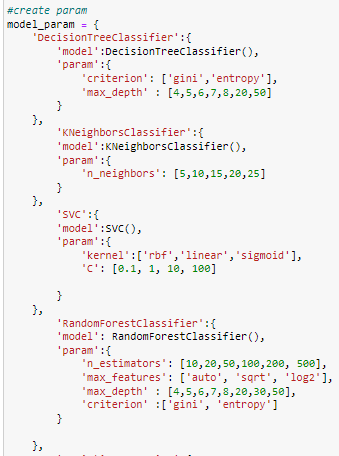 #create param
model_param = {
    'DecisionTreeClassifier':{
        'model':DecisionTreeClassifier(),
        'param':{
            'criterion': ['gini','entropy'],
            'max_depth' : [4,5,6,7,8,20,50]
        }
    },
        'KNeighborsClassifier':{
        'model':KNeighborsClassifier(),
        'param':{
            'n_neighbors': [5,10,15,20,25]
        }
    },
        'SVC':{
        'model':SVC(),
        'param':{
            'kernel':['rbf','linear','sigmoid'],
            'C': [0.1, 1, 10, 100]

        }
    },
        'RandomForestClassifier':{
        'model': RandomForestClassifier(),
        'param':{
            'n_estimators': [10,20,50,100,200, 500],
            'max_features': ['auto', 'sqrt', 'log2'],
            'max_depth' : [4,5,6,7,8,20,30,50],
            'criterion' :['gini', 'entropy']
        }

    },